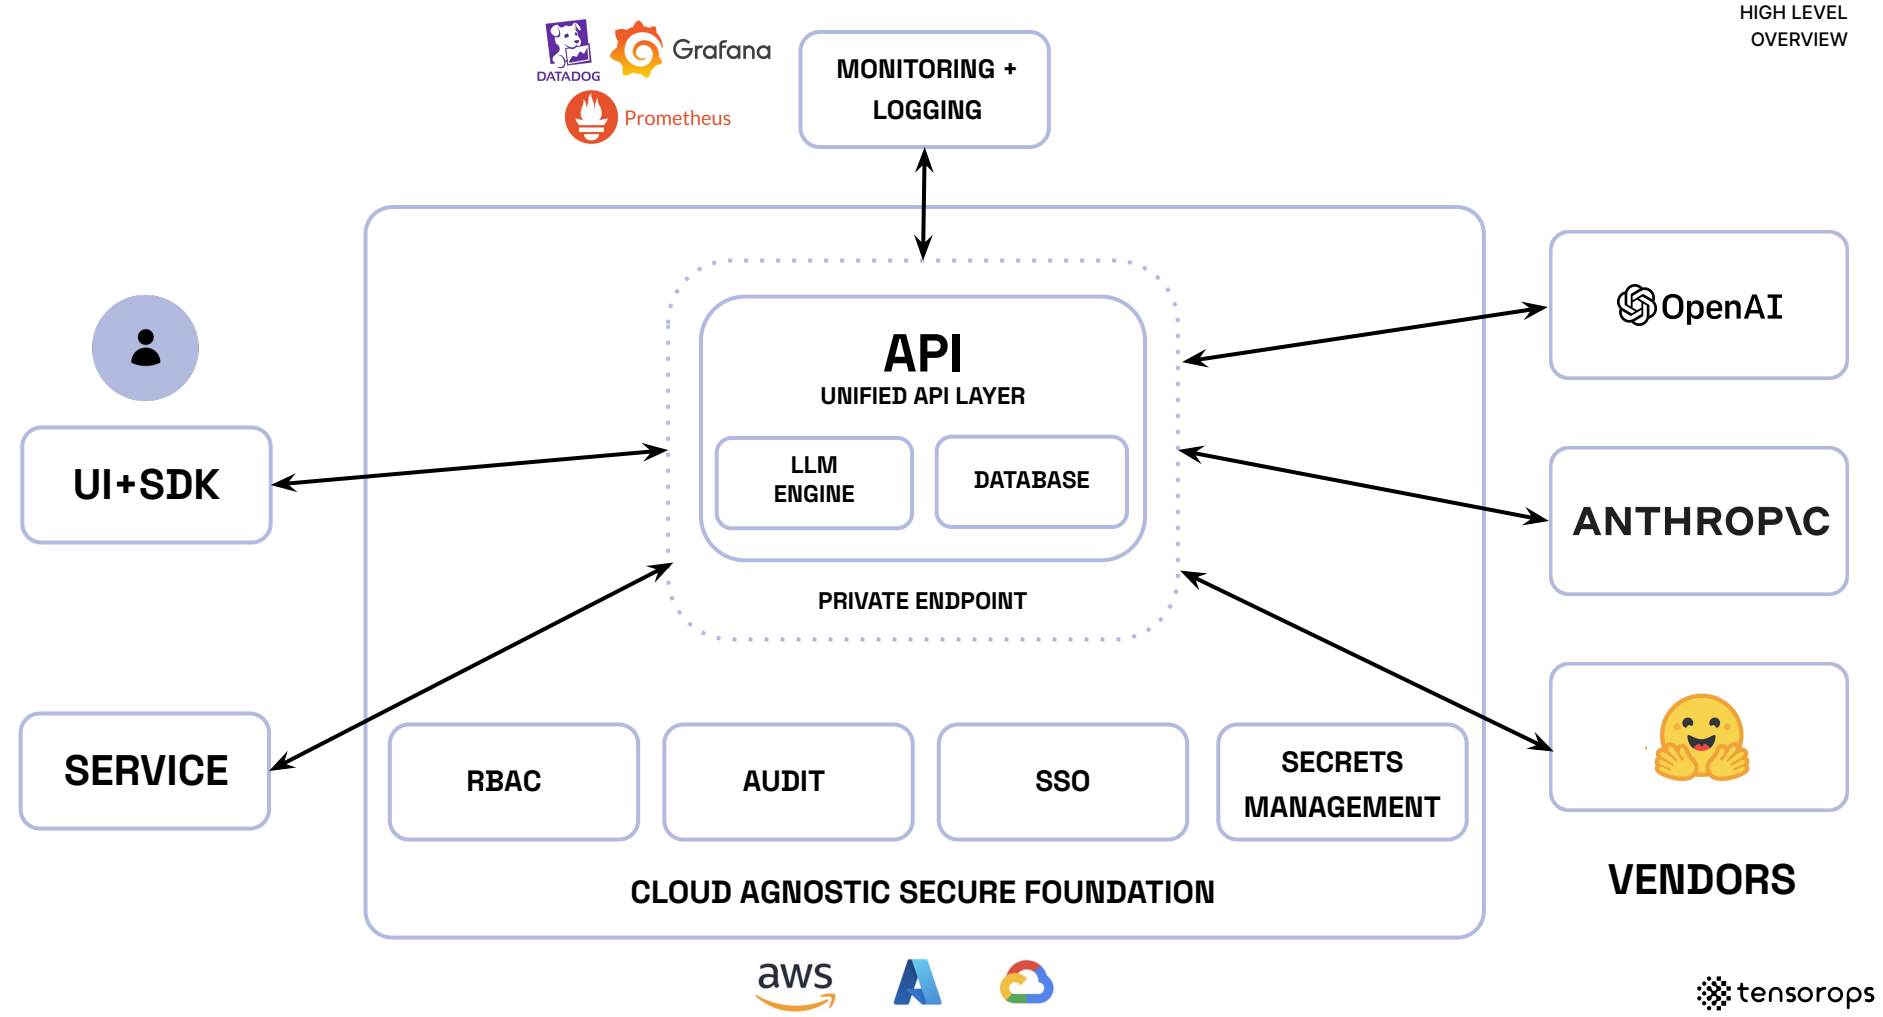 HIGH LEVEL
OVERVIEW
DATADOG
Grafana
Prometheus
MONITORING +
LOGGING
API
UNIFIED API LAYER
LLM
ENGINE
DATABASE
PRIVATE ENDPOINT
UI+SDK
SERVICE
OpenAI
ANTHROP\C
VENDORS
RBAC
AUDIT
SSO
SECRETS
MANAGEMENT
CLOUD AGNOSTIC SECURE FOUNDATION
aws
tensorops